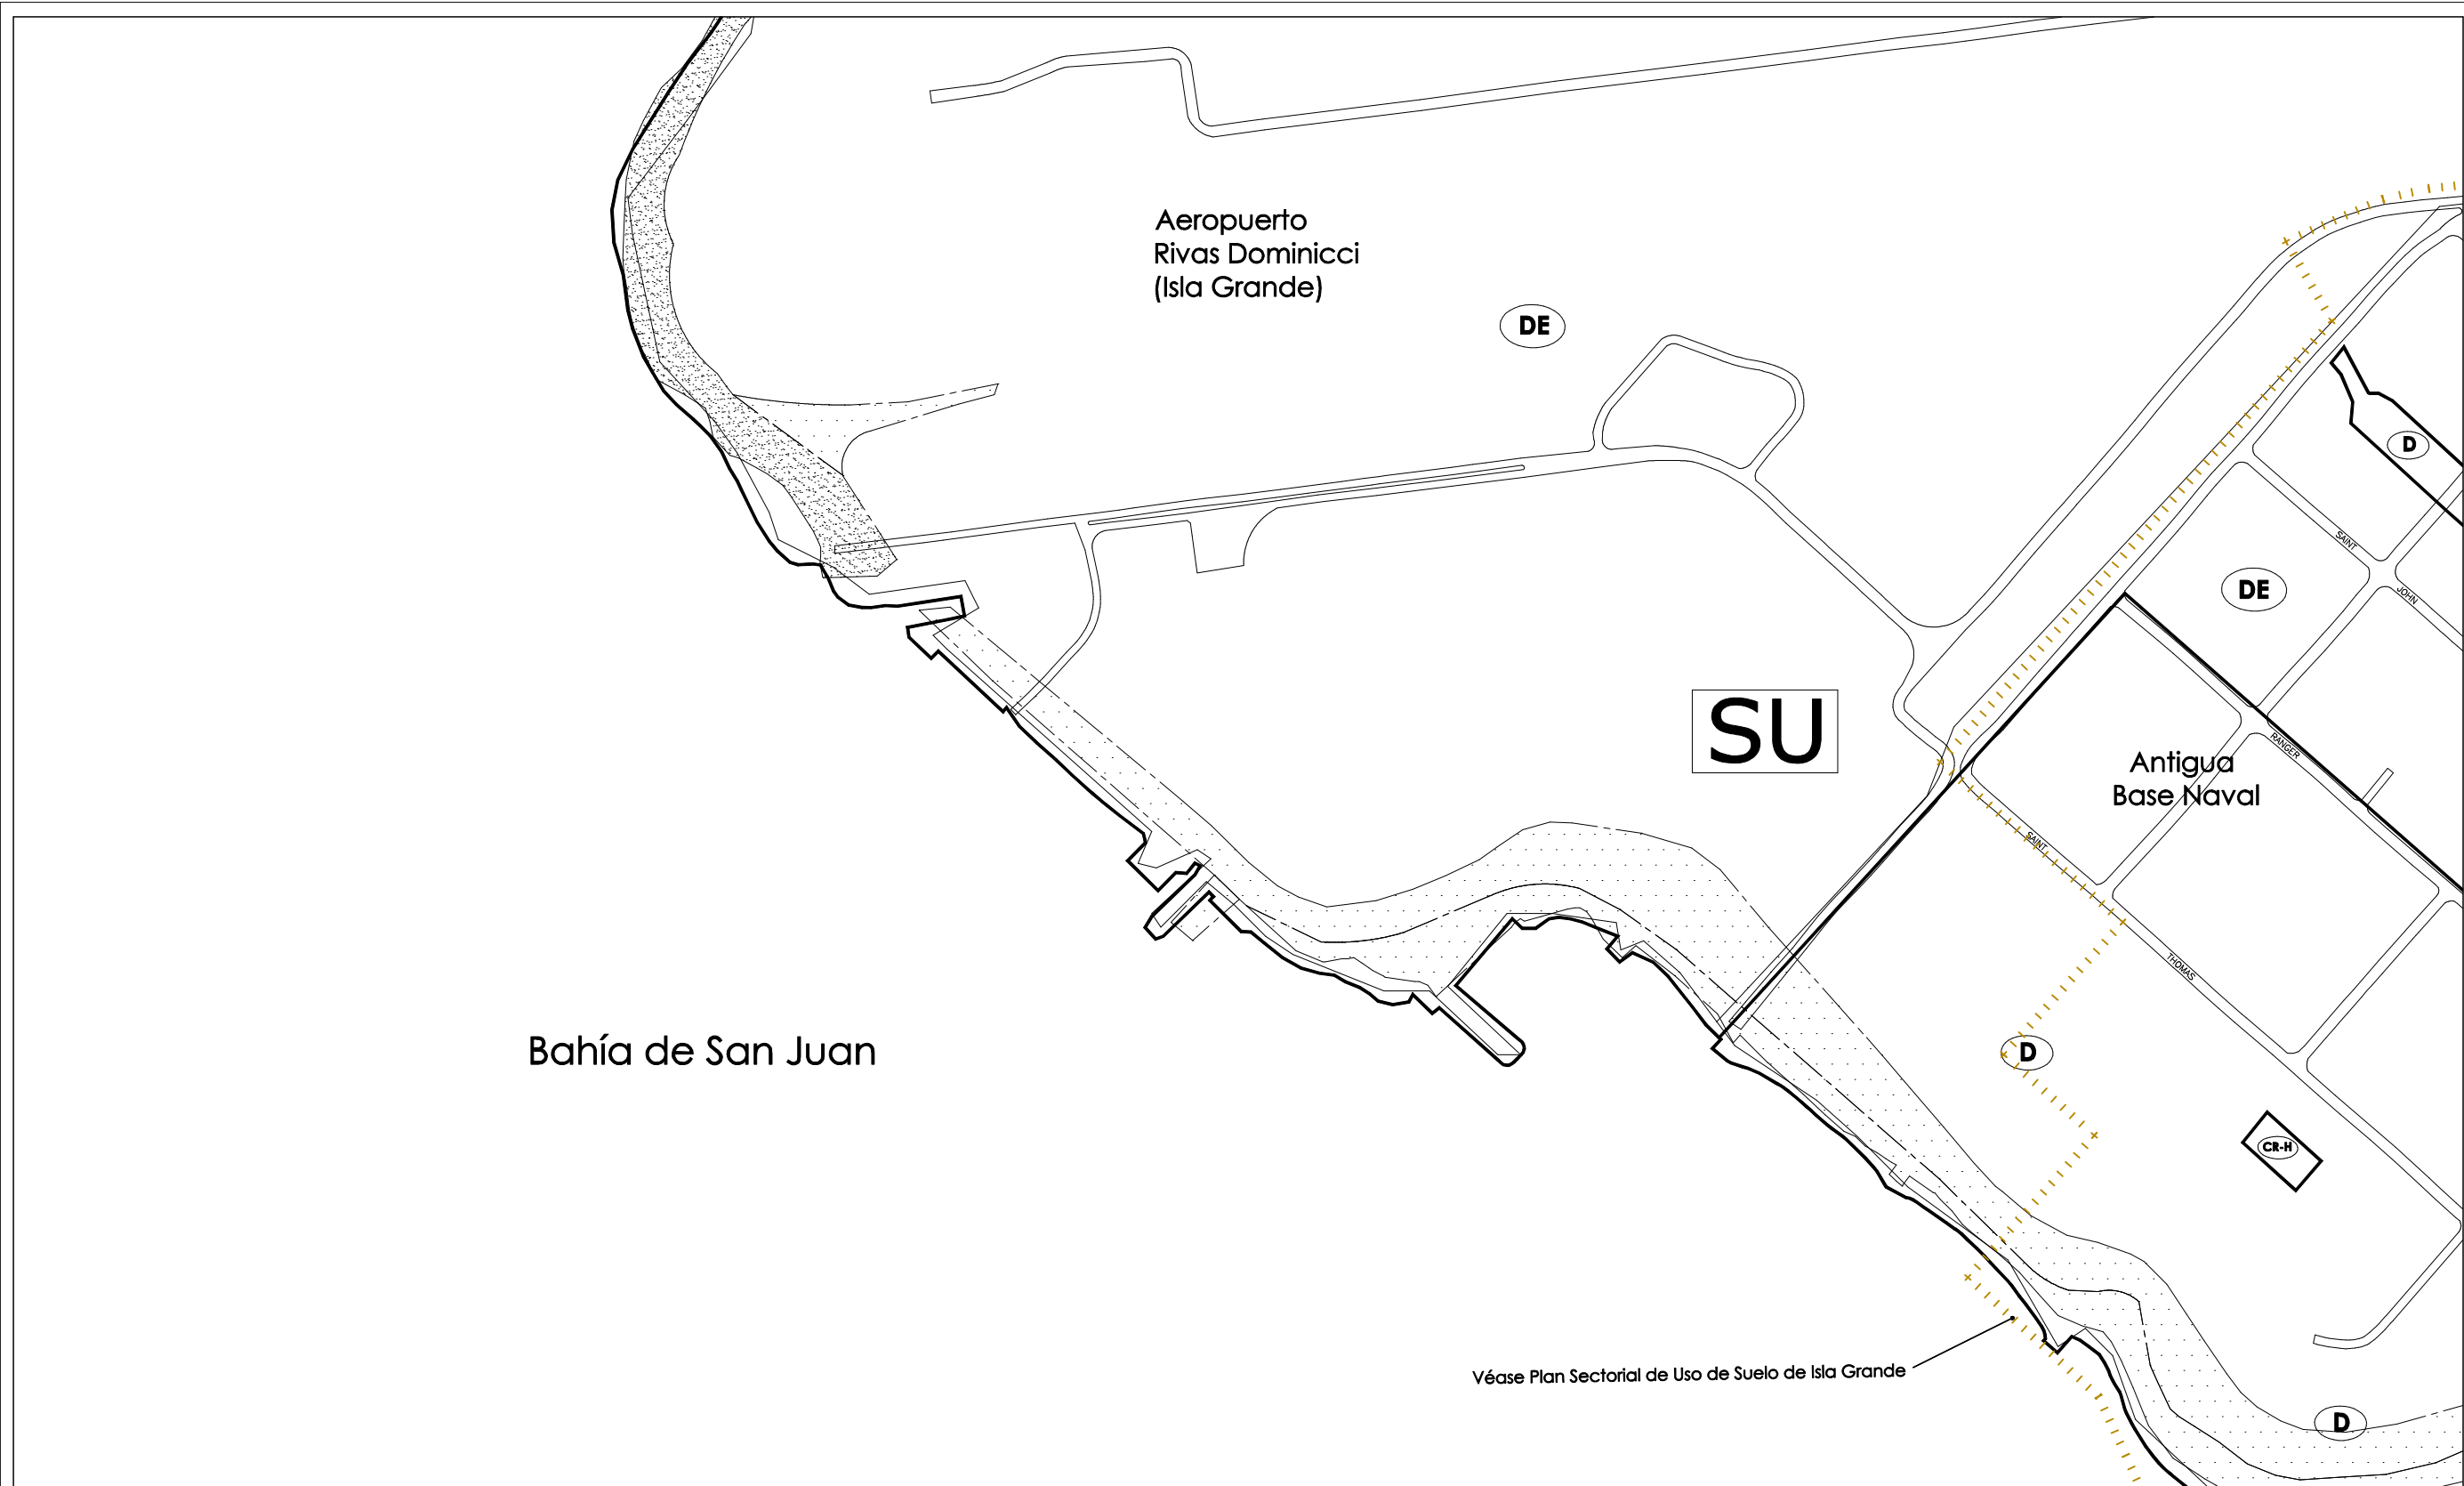 Aeropuerto
Rivas Dominicci
(Isla Grande)
DE
D
SAINT
JOHN
DE
SU
RANGER
Antigua
Base Naval
SAINT
THOMAS
Bahía de San Juan
D
CR-H
Véase Plan Sectorial de Uso de Suelo de Isla Grande
D